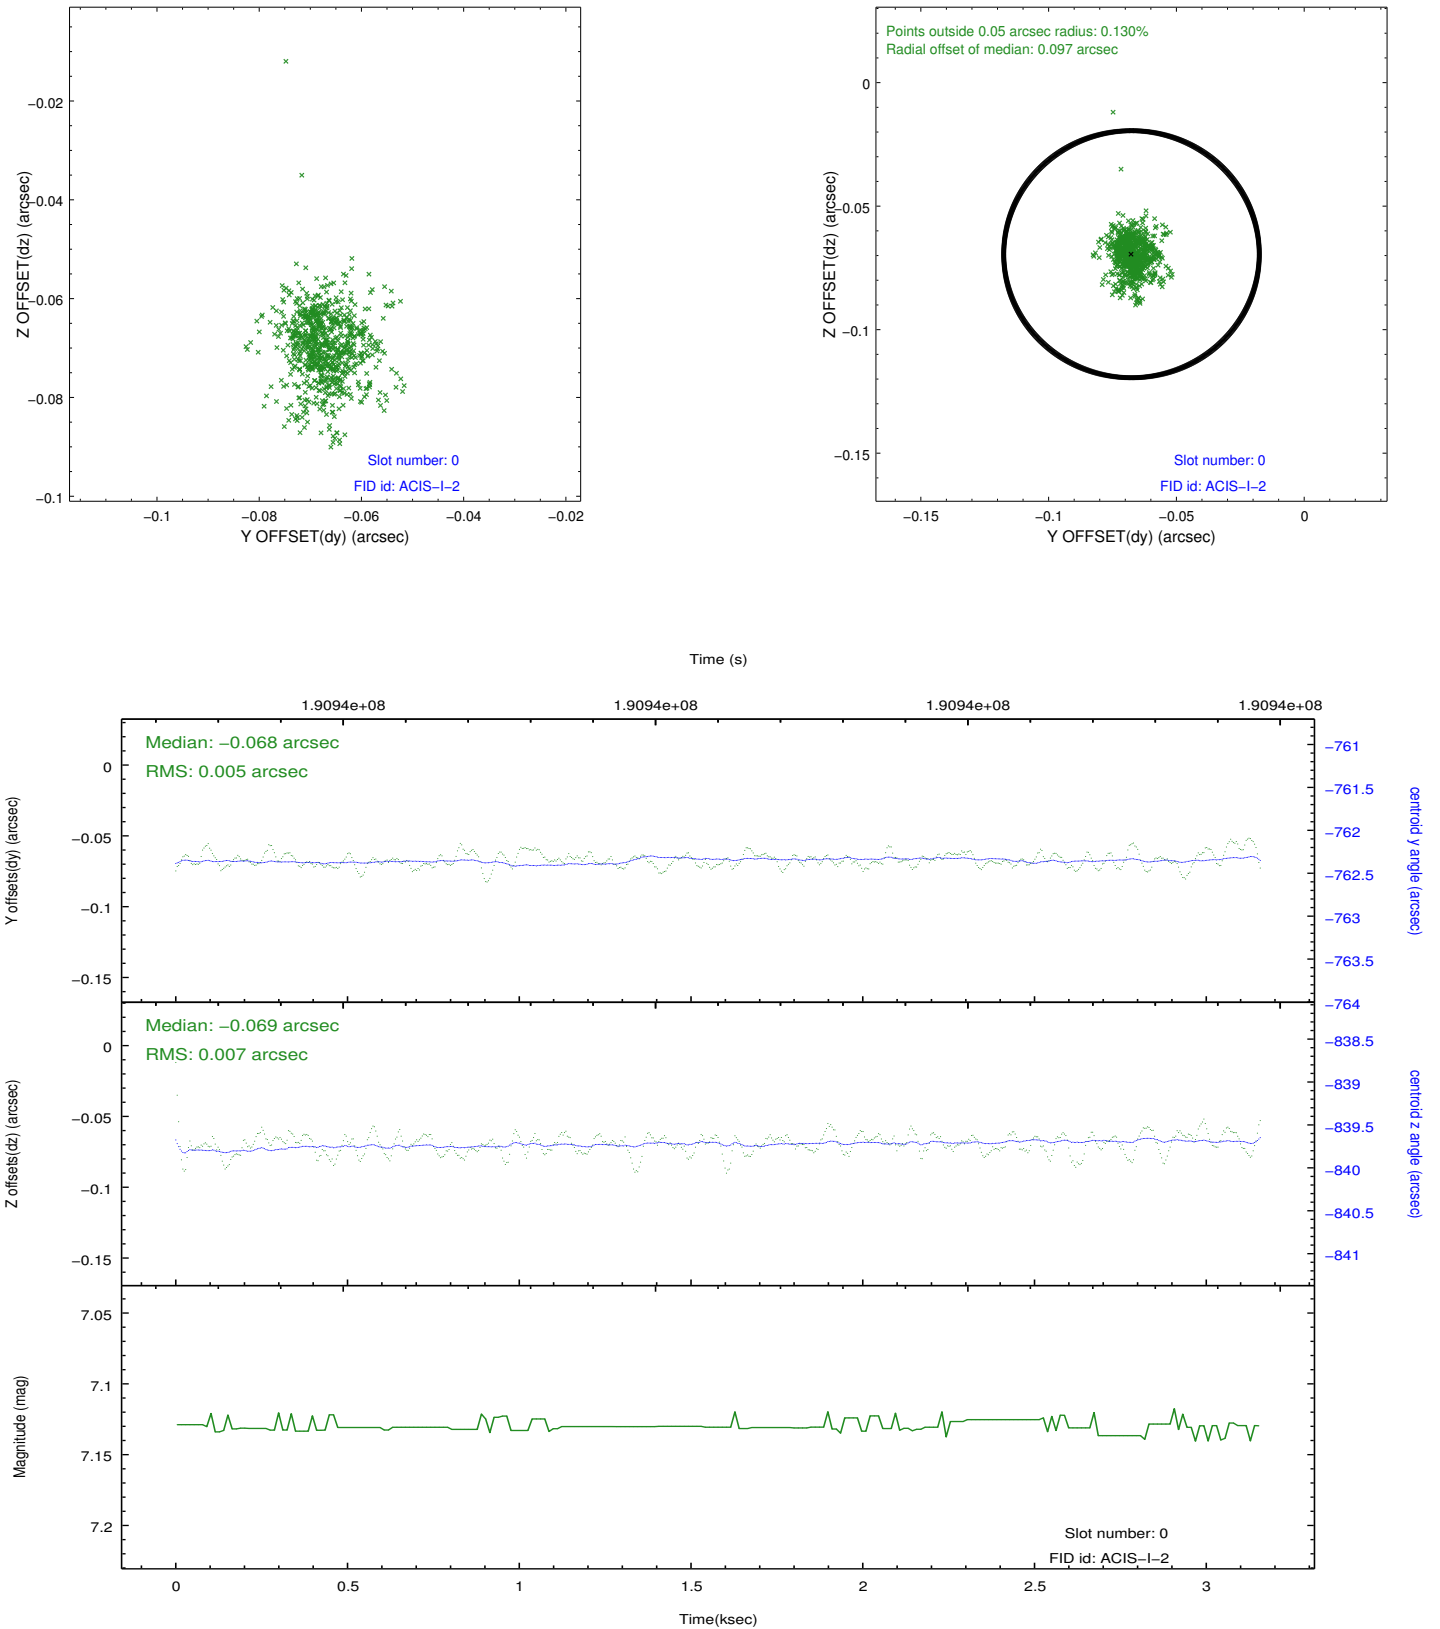 −0.02
−0.04
−0.06
−0.08
−0.1
Z OFFSET(dz) (arcsec)
Slot number: 0
FID id: ACIS−I−2
−0.1
−0.08
−0.06
−0.04
−0.02
Y OFFSET(dy) (arcsec)
Points outside 0.05 arcsec radius: 0.130%
Radial offset of median: 0.097 arcsec
0
−0.05
−0.1
−0.15
Z OFFSET(dz) (arcsec)
Slot number: 0
FID id: ACIS−I−2
−0.15
−0.1
−0.05
0
Y OFFSET(dy) (arcsec)
Time (s)
1.9094e+08
1.9094e+08
1.9094e+08
1.9094e+08
Median: −0.068 arcsec
RMS: 0.005 arcsec
0
−0.05
−0.1
−0.15
Y offsets(dy) (arcsec)
−761
−761.5
−762
−762.5
−763
−763.5
−764
centroid y angle (arcsec)
Median: −0.069 arcsec
RMS: 0.007 arcsec
0
−0.05
−0.1
−0.15
Z offsets(dz) (arcsec)
−838.5
−839
−839.5
−840
−840.5
−841
centroid z angle (arcsec)
7.05
7.1
7.15
7.2
Magnitude (mag)
Slot number: 0
FID id: ACIS−I−2
0
0.5
1
1.5
2
2.5
3
Time(ksec)